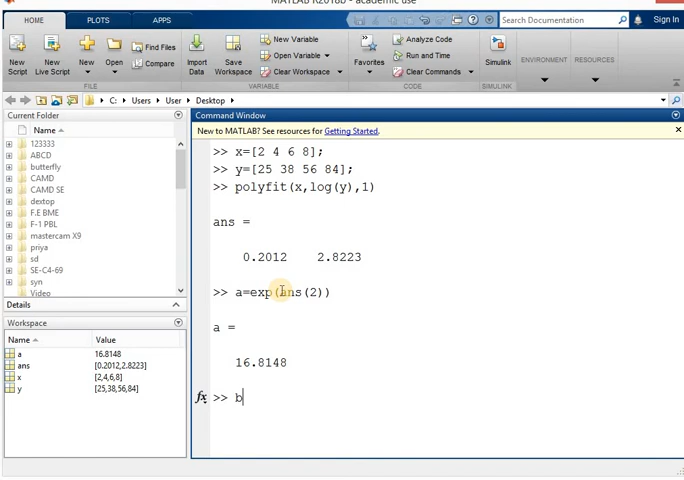 MATLAB R2018b - academic use
HOME PLOTS APPS Search Documentation Sign In
New Script
New Live Script
New
Open
Find Files
Compare
Import Data
Save Workspace
New Variable
Open Variable
Clear Workspace
Favorites
Analyze Code
Run and Time
Clear Commands
Simulink
ENVIRONMENT
RESOURCES
FILE VARIABLE CODE SIMULINK
C: Users User Desktop
Current Folder
Name
123333
ABCD
butterfly
CAMD
CAMD SE
dextop
F.E BME
F-1 PBL
mastercam X9
priya
sd
SE-C4-69
syn
Video
Details
Workspace
Name Value
a 16.8148
ans [0.2012,2.8223]
x [2,4,6,8]
y [25,38,56,84]
Command Window
New to MATLAB? See resources for Getting Started.
>> x=[2 4 6 8];
>> y=[25 38 56 84];
>> polyfit(x,log(y),1)
ans =
0.2012 2.8223
>> a=exp(ans(2))
a =
16.8148
fx >> b